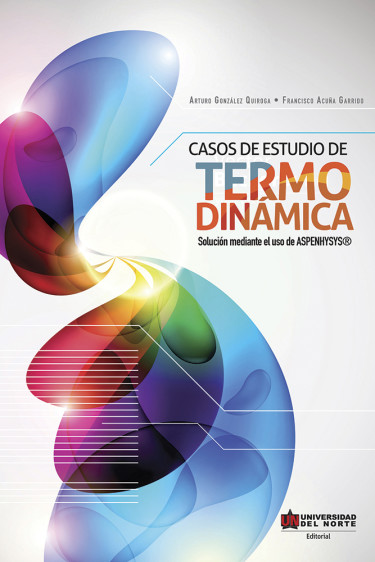 ARTURO GONZÁLEZ QUIROGA • FRANCISCO ACUÑA GARRIDO
CASOS DE ESTUDIO DE
TERMO
DINÁMICA
Solución mediante el uso de ASPENHYSYS®
UN UNIVERSIDAD
DEL NORTE
Editorial